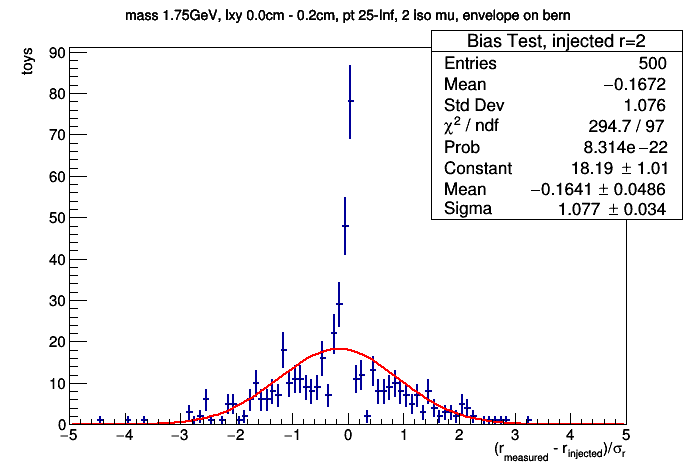 mass 1.75GeV, lxy 0.0cm - 0.2cm, pt 25-Inf, 2 iso mu, envelope on bern
Bias Test, injected r=2
Entries 500
Mean −0.1672
Std Dev 1.076
χ² / ndf 294.7 / 97
Prob 8.314e−22
Constant 18.19 ± 1.01
Mean −0.1641 ± 0.0486
Sigma 1.077 ± 0.034
toys
90
80
70
60
50
40
30
20
10
0
−5 −4 −3 −2 −1 0 1 2 3 4 5
(r_measured - r_injected)/σ_r